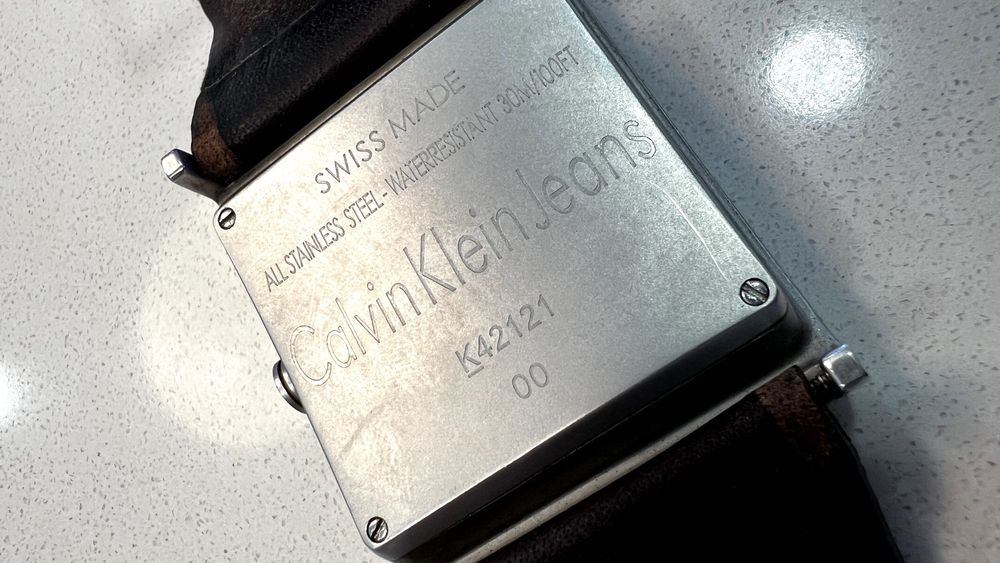 SWISS MADE
ALL STAINLESS STEEL - WATERRESISTANT 30M/100FT
Calvin Klein Jeans
K42121
00